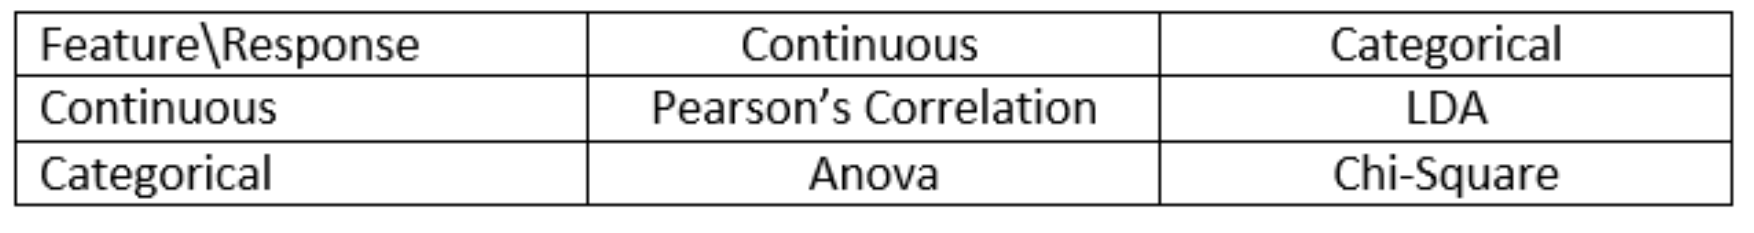 Feature\Response Continuous Categorical
Continuous Pearson’s Correlation LDA
Categorical Anova Chi-Square